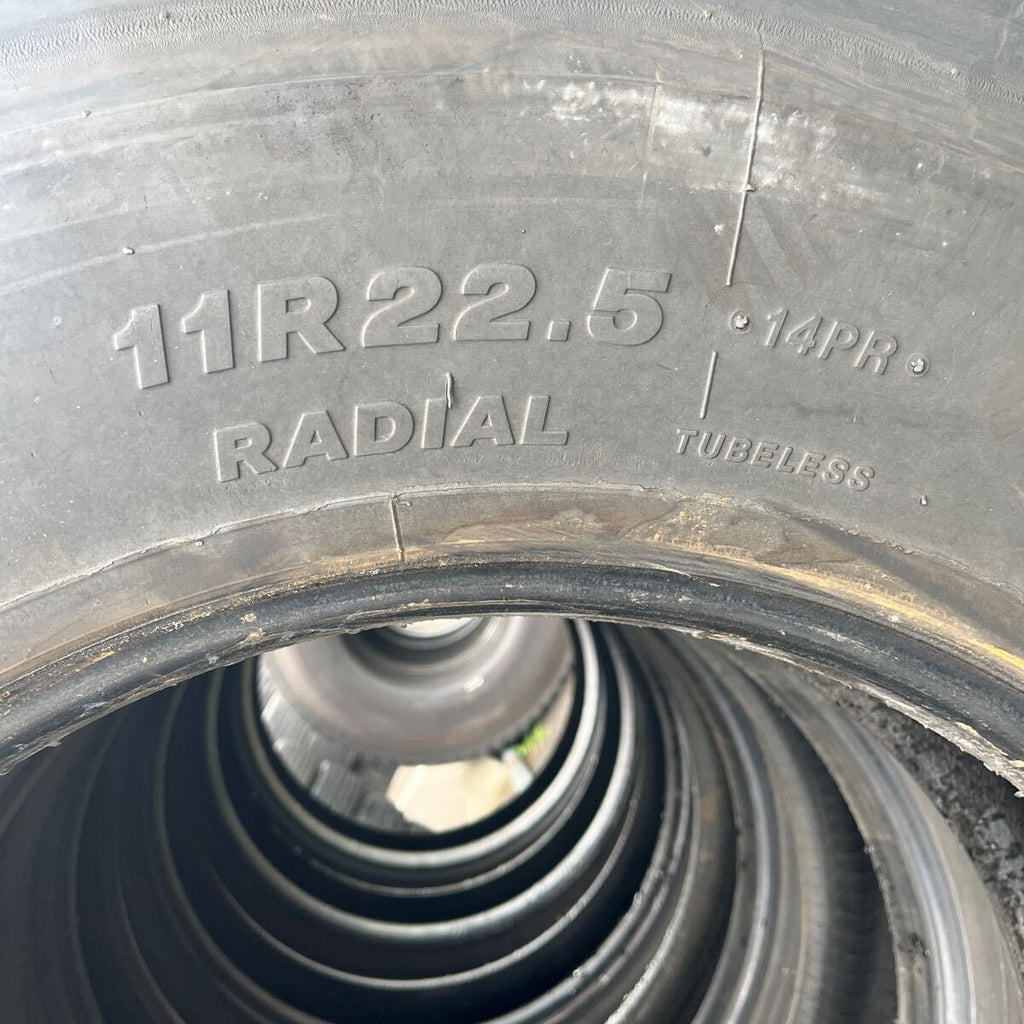 11R22.5 • 14PR •
RADIAL TUBELESS